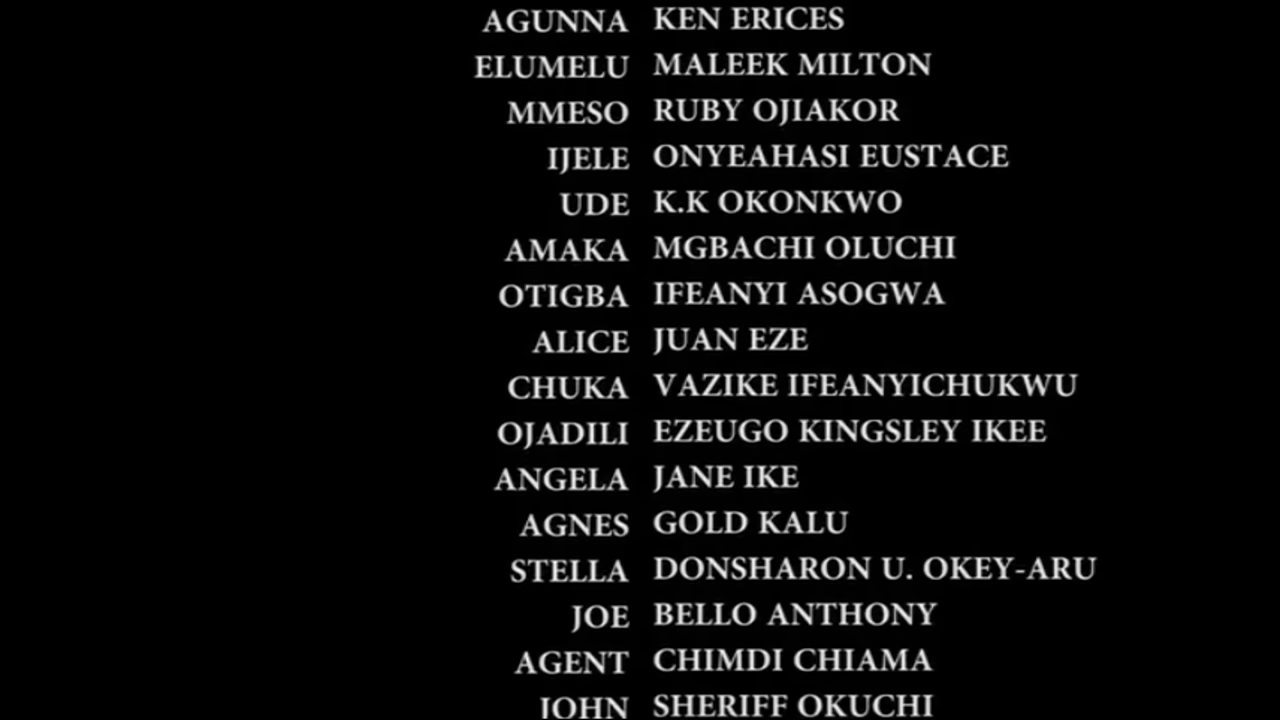 AGUNNA KEN ERICES
ELUMELU MALEEK MILTON
MMESO RUBY OJIAKOR
IJELE ONYEAHASI EUSTACE
UDE K.K OKONKWO
AMAKA MGBACHI OLUCHI
OTIGBA IFEANYI ASOGWA
ALICE JUAN EZE
CHUKA VAZIKE IFEANYICHUKWU
OJADILI EZEUGO KINGSLEY IKEE
ANGELA JANE IKE
AGNES GOLD KALU
STELLA DONSHARON U. OKEY-ARU
JOE BELLO ANTHONY
AGENT CHIMDI CHIAMA
JOHN SHERIFF OKUCHI